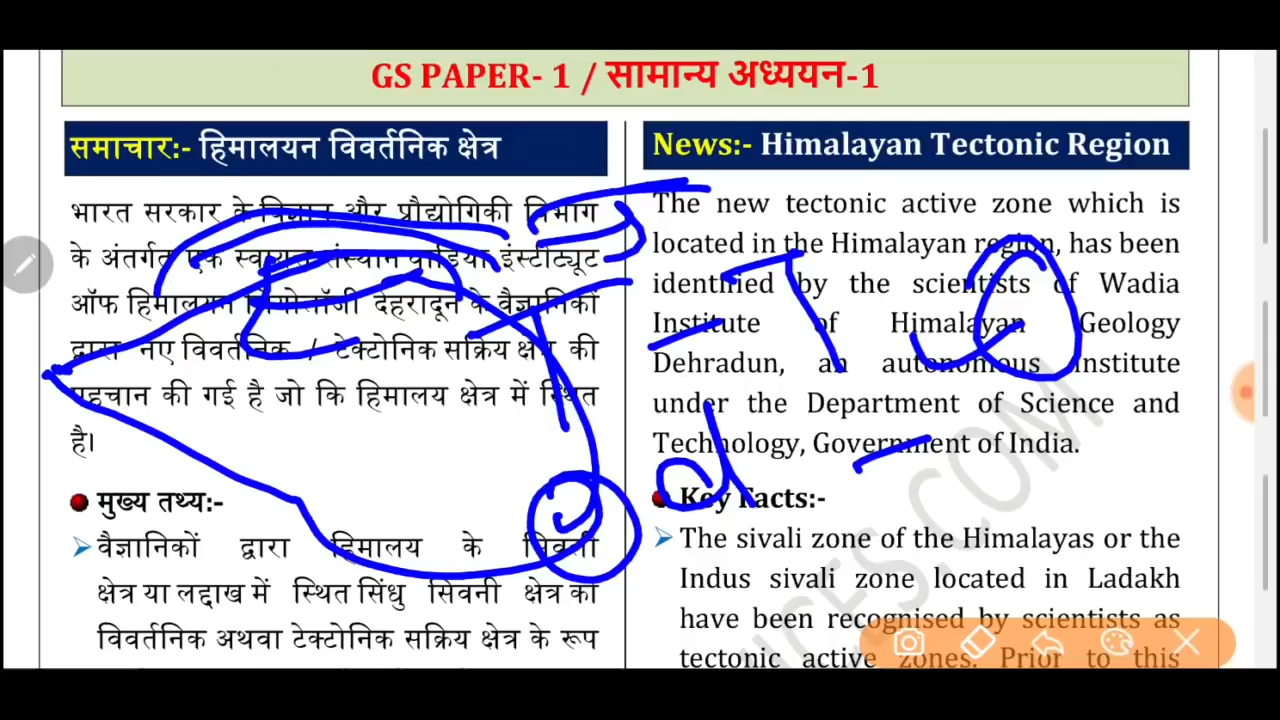 GS PAPER- 1 / सामान्य अध्ययन-1
समाचार:- हिमालयन विवर्तनिक क्षेत्र
भारत सरकार के विज्ञान और प्रौद्योगिकी विभाग
के अंतर्गत एक स्वायत्त संस्थान वाडिया इंस्टीट्यूट
ऑफ हिमालयन जियोलॉजी देहरादून के वैज्ञानिकों
द्वारा नए विवर्तनिक / टेक्टोनिक सक्रिय क्षेत्र की
पहचान की गई है जो कि हिमालय क्षेत्र में स्थित
है।
मुख्य तथ्य:-
वैज्ञानिकों द्वारा हिमालय के
क्षेत्र या लद्दाख में स्थित सिंधु सिवनी क्षेत्र को
विवर्तनिक अथवा टेक्टोनिक सक्रिय क्षेत्र के रूप
News:- Himalayan Tectonic Region
The new tectonic active zone which is
located in the Himalayan region, has been
identified by the scientists of Wadia
Institute of Himalayan Geology
Dehradun, an autonomous institute
under the Department of Science and
Technology, Government of India.
Key Facts:-
The sivali zone of the Himalayas or the
Indus sivali zone located in Ladakh
have been recognised by scientists as
tectonic active zones. Prior to this